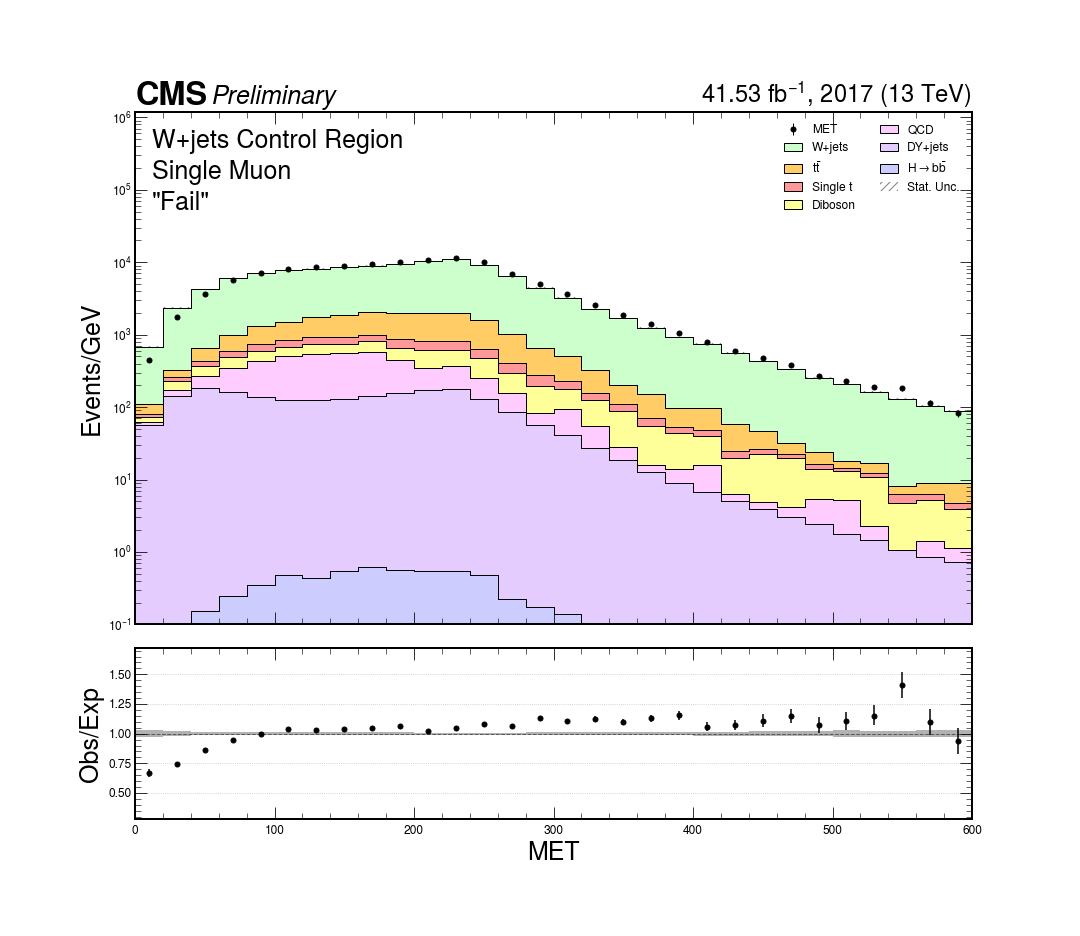 CMS Preliminary 41.53 fb⁻¹, 2017 (13 TeV)
W+jets Control Region
Single Muon
"Fail"
MET
W+jets
tt̄
Single t
Diboson
QCD
DY+jets
H→bb̄
Stat. Unc.
Events/GeV
10⁶
10⁵
10⁴
10³
10²
10¹
10⁰
10⁻¹
Obs/Exp
1.50
1.25
1.00
0.75
0.50
0 100 200 300 400 500 600
MET